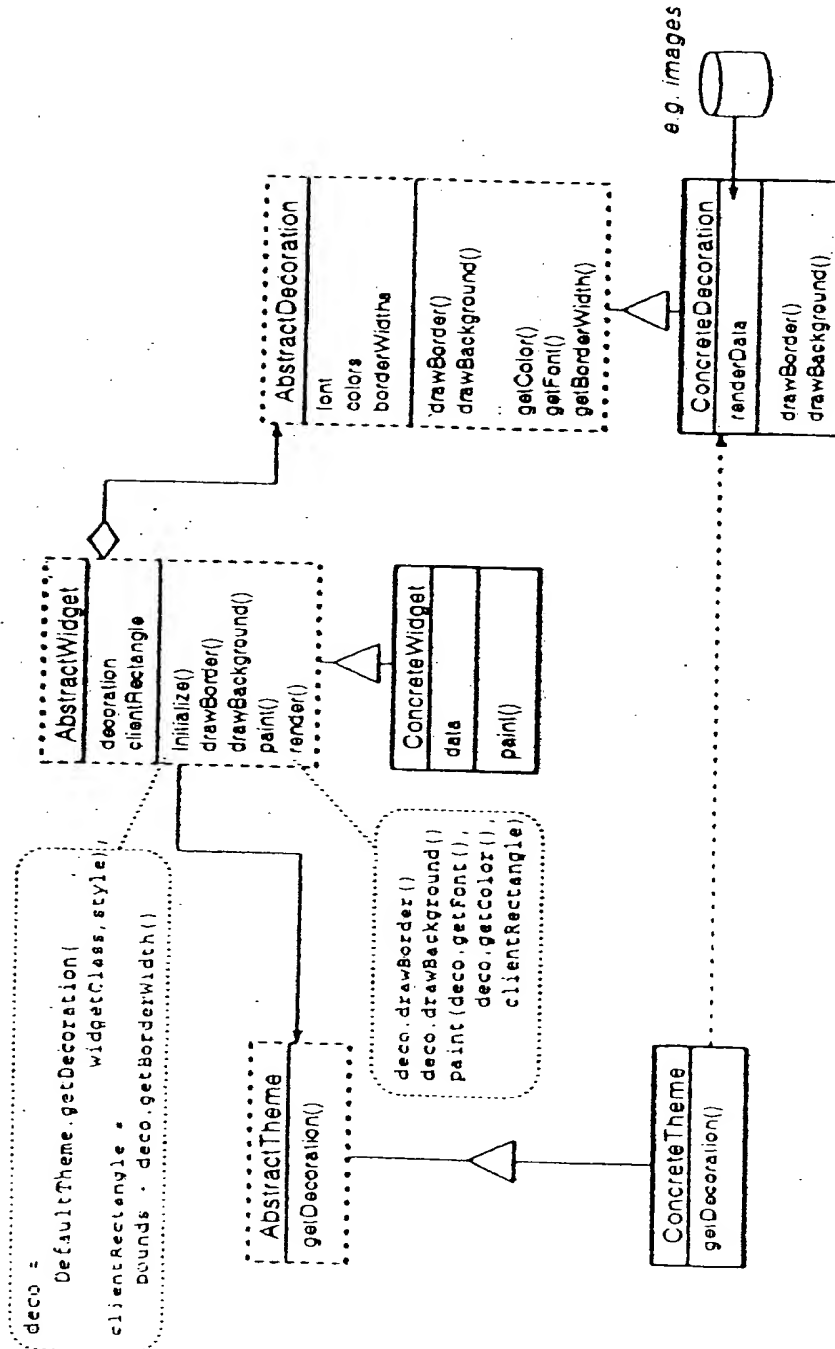 deco =
DefaultTheme.getDecoration(
widgetClass, style);
clientRectangle =
bounds - deco.getBorderWidth()
AbstractWidget
decoration
clientRectangle
Initialize()
drawBorder()
drawBackground()
paint()
render()
AbstractDecoration
font
colors
borderWidths
drawBorder()
drawBackground()
getColor()
getFont()
getBorderWidth()
AbstractTheme
getDecoration()
deco.drawBorder()
deco.drawBackground()
paint(deco.getFont(),
deco.getColor(),
clientRectangle)
ConcreteWidget
data
paint()
e.g. images
ConcreteTheme
getDecoration()
ConcreteDecoration
renderData
drawBorder()
drawBackground()